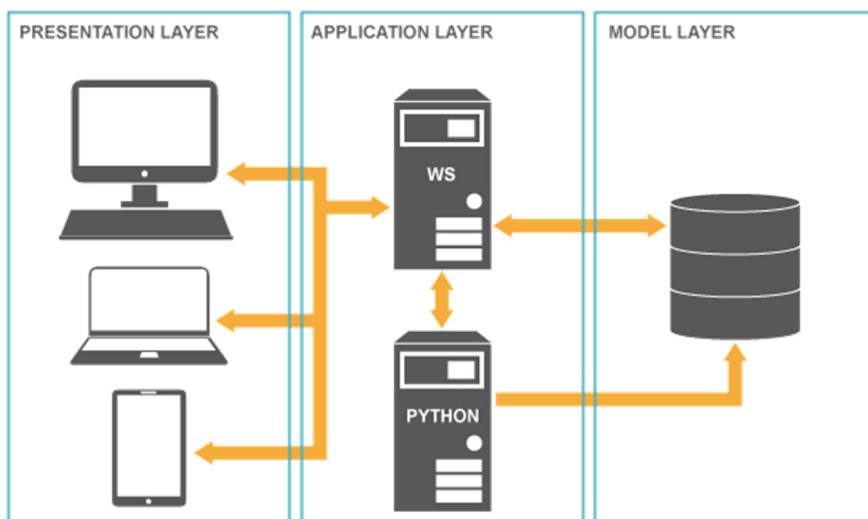 PRESENTATION LAYER
APPLICATION LAYER
MODEL LAYER
WS
PYTHON